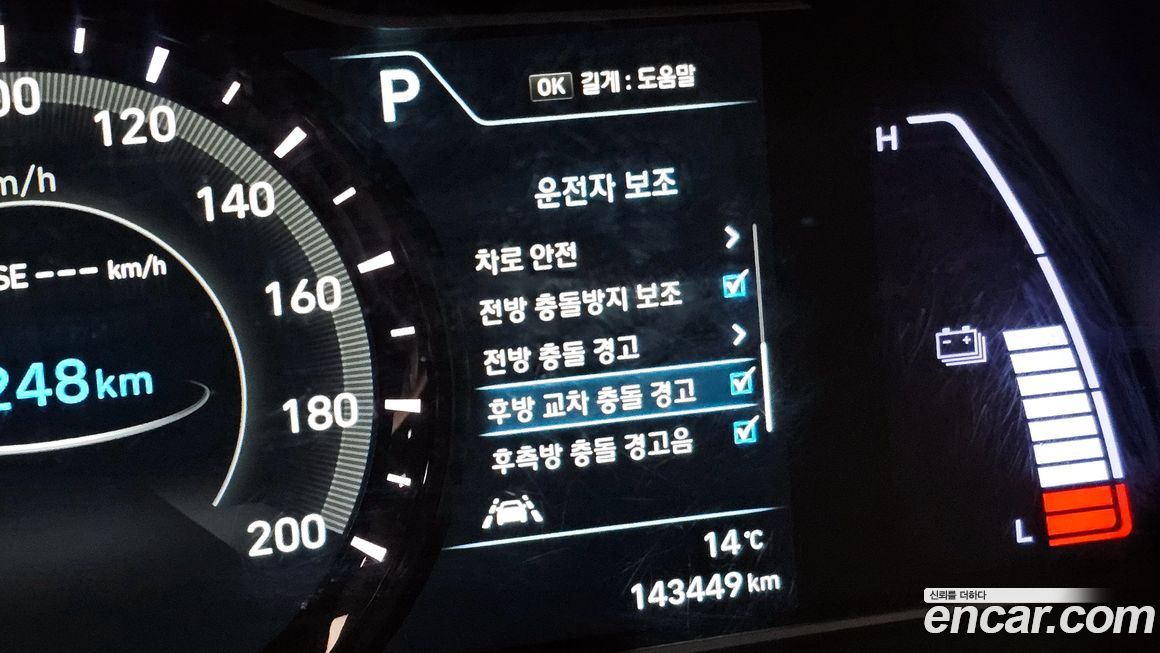 P
OK 길게 : 도움말
운전자 보조
차로 안전
전방 충돌방지 보조
전방 충돌 경고
후방 교차 충돌 경고
후측방 충돌 경고음
14℃
143449 km
120
140
160
180
200
km/h
248km
H
L
신뢰를 더하다
encar.com